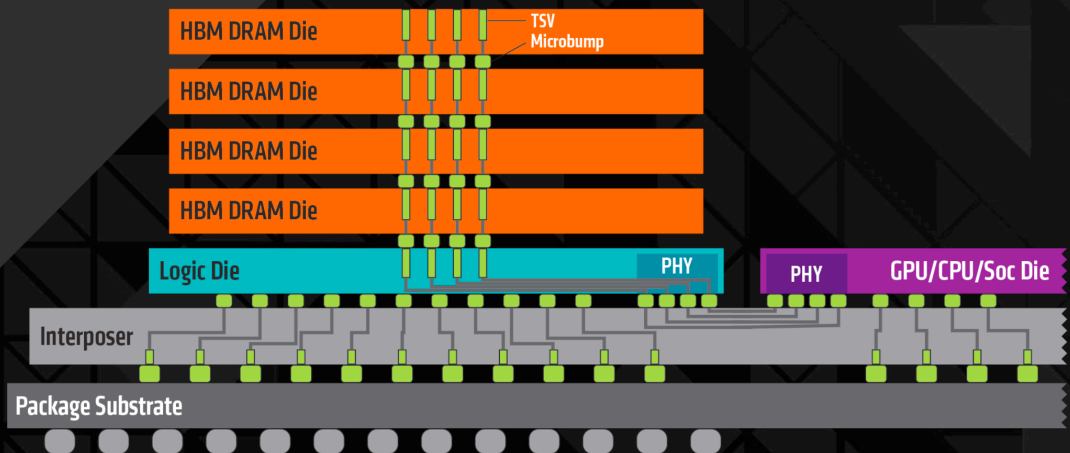 HBM DRAM Die
TSV
Microbump
HBM DRAM Die
HBM DRAM Die
HBM DRAM Die
Logic Die
PHY
PHY
GPU/CPU/Soc Die
Interposer
Package Substrate